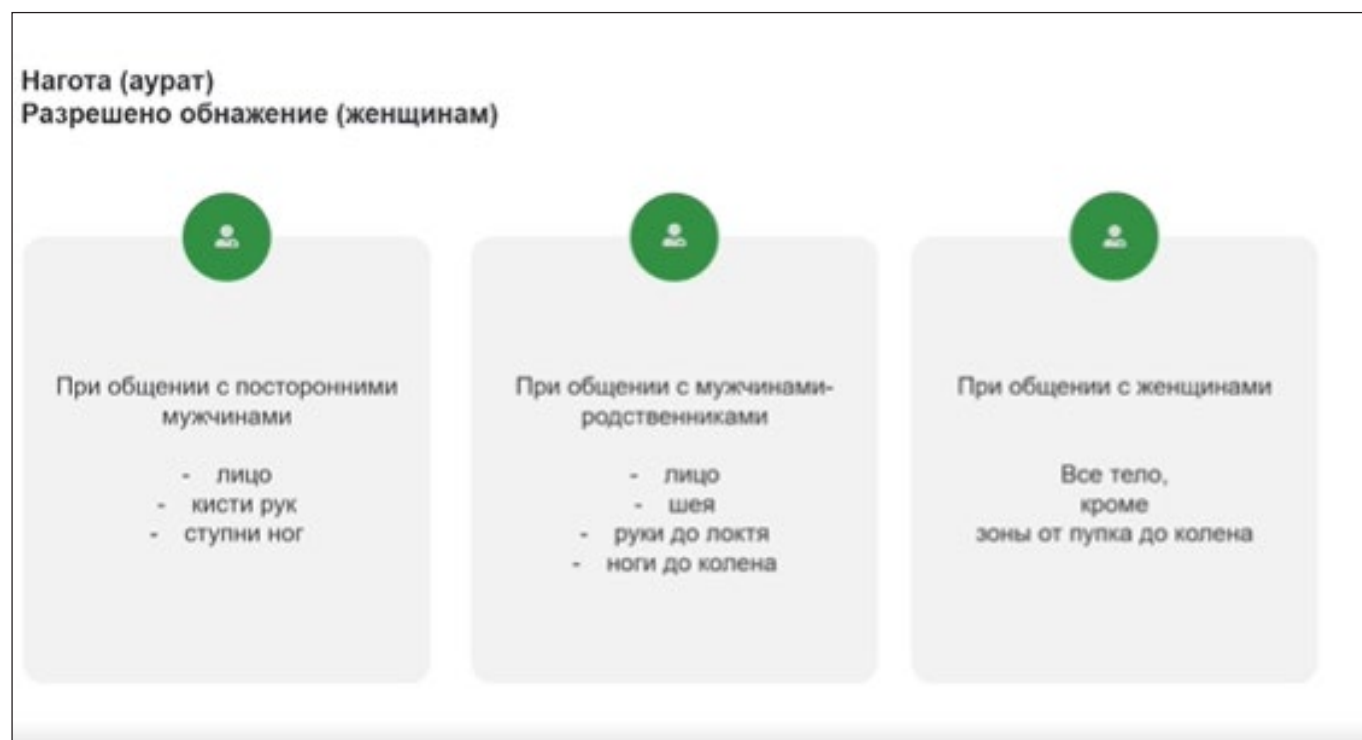 Нагота (аурат)
Разрешено обнажение (женщинам)
При общении с посторонними
мужчинами
- лицо
- кисти рук
- ступни ног
При общении с мужчинами-
родственниками
- лицо
- шея
- руки до локтя
- ноги до колена
При общении с женщинами
Все тело,
кроме
зоны от пупка до колена